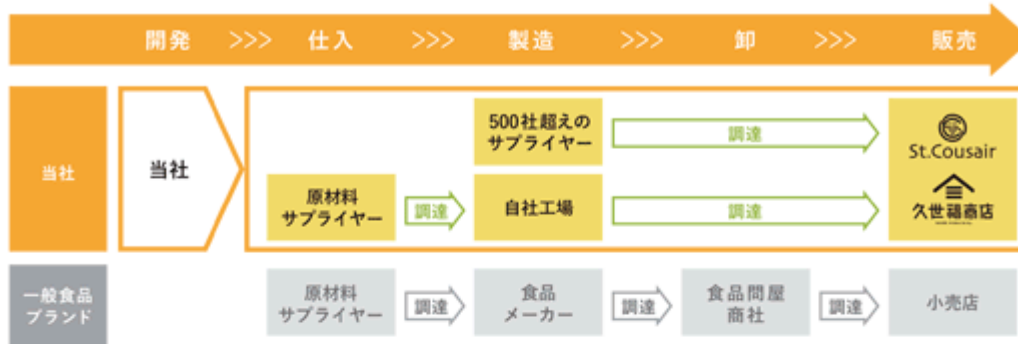 開発 >>> 仕入 >>> 製造 >>> 卸 >>> 販売
当社
当社
500社超えの
サプライヤー
調達
St.Cousair
原材料
サプライヤー
調達
自社工場
調達
久世福商店
一般食品
ブランド
原材料
サプライヤー
調達
食品
メーカー
調達
食品問屋
商社
調達
小売店